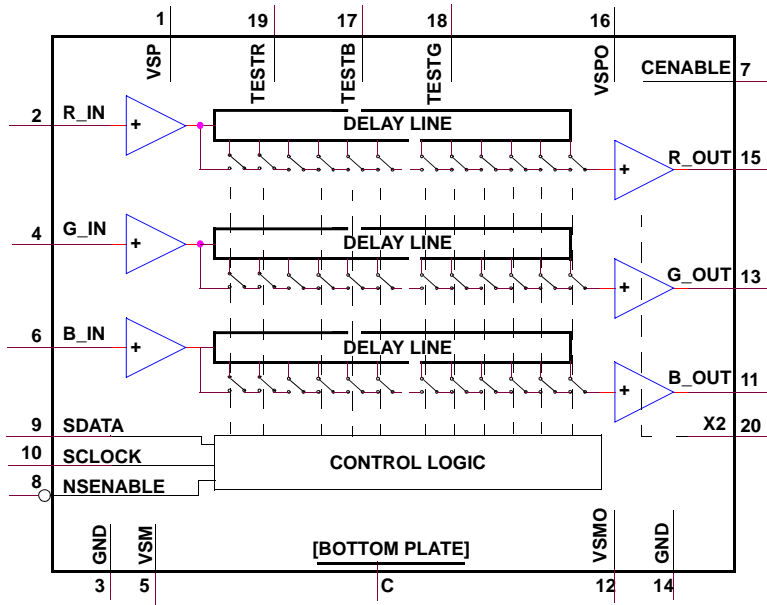 1 19 17 18 16
VSP TESTR TESTB TESTG VSPO
CENABLE 7
2 R_IN + DELAY LINE
+ R_OUT 15
4 G_IN + DELAY LINE
+ G_OUT 13
6 B_IN + DELAY LINE
+ B_OUT 11
X2 20
9 SDATA
10 SCLOCK CONTROL LOGIC
8 NSENABLE
GND VSM [BOTTOM PLATE] VSMO GND
3 5 C 12 14